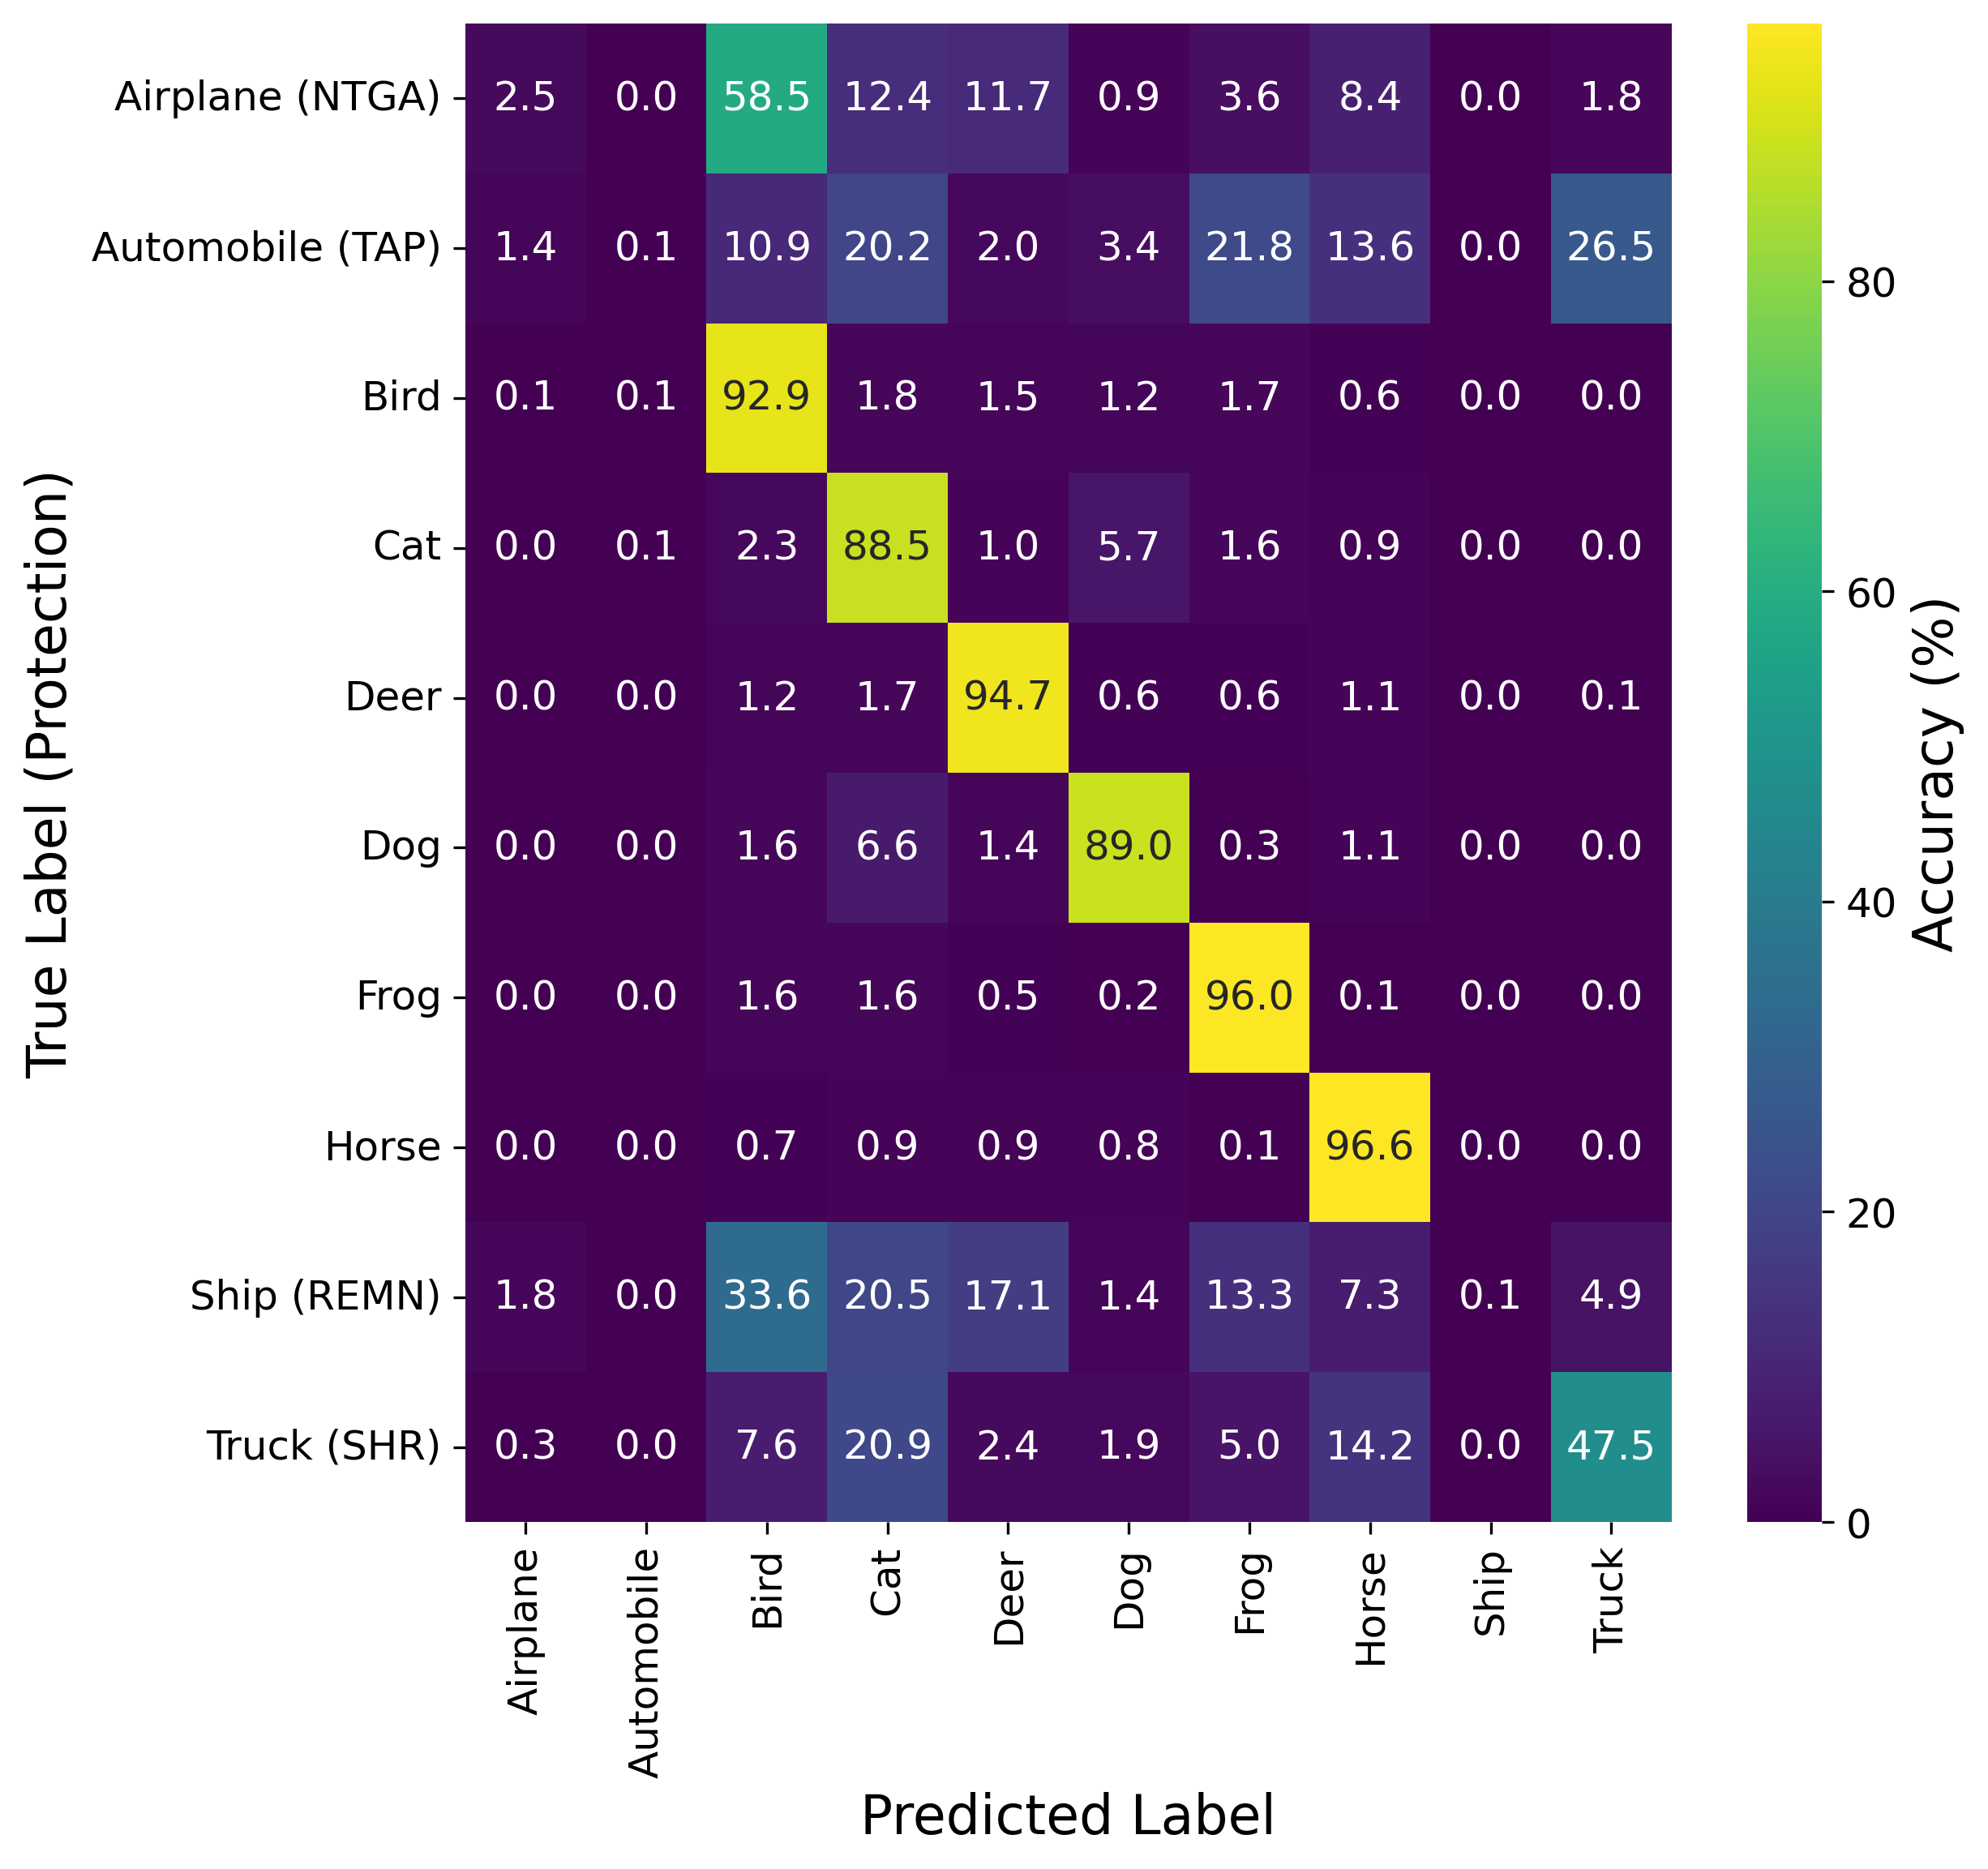 True Label (Protection)
Airplane (NTGA) 2.5 0.0 58.5 12.4 11.7 0.9 3.6 8.4 0.0 1.8
Automobile (TAP) 1.4 0.1 10.9 20.2 2.0 3.4 21.8 13.6 0.0 26.5
Bird 0.1 0.1 92.9 1.8 1.5 1.2 1.7 0.6 0.0 0.0
Cat 0.0 0.1 2.3 88.5 1.0 5.7 1.6 0.9 0.0 0.0
Deer 0.0 0.0 1.2 1.7 94.7 0.6 0.6 1.1 0.0 0.1
Dog 0.0 0.0 1.6 6.6 1.4 89.0 0.3 1.1 0.0 0.0
Frog 0.0 0.0 1.6 1.6 0.5 0.2 96.0 0.1 0.0 0.0
Horse 0.0 0.0 0.7 0.9 0.9 0.8 0.1 96.6 0.0 0.0
Ship (REMN) 1.8 0.0 33.6 20.5 17.1 1.4 13.3 7.3 0.1 4.9
Truck (SHR) 0.3 0.0 7.6 20.9 2.4 1.9 5.0 14.2 0.0 47.5
Airplane Automobile Bird Cat Deer Dog Frog Horse Ship Truck
Predicted Label
80
60
40
20
0
Accuracy (%)